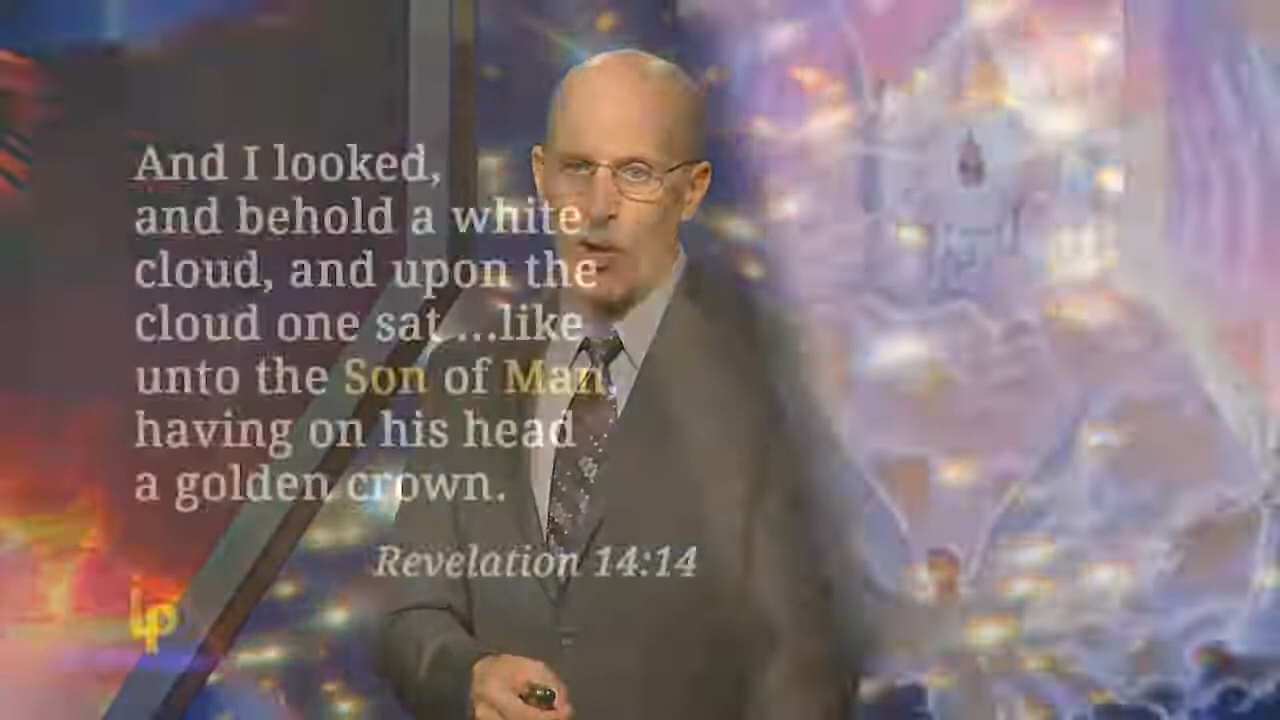 And I looked,
and behold a white
cloud, and upon the
cloud one sat ...like
unto the Son of Man,
having on his head
a golden crown.
Revelation 14:14
LP